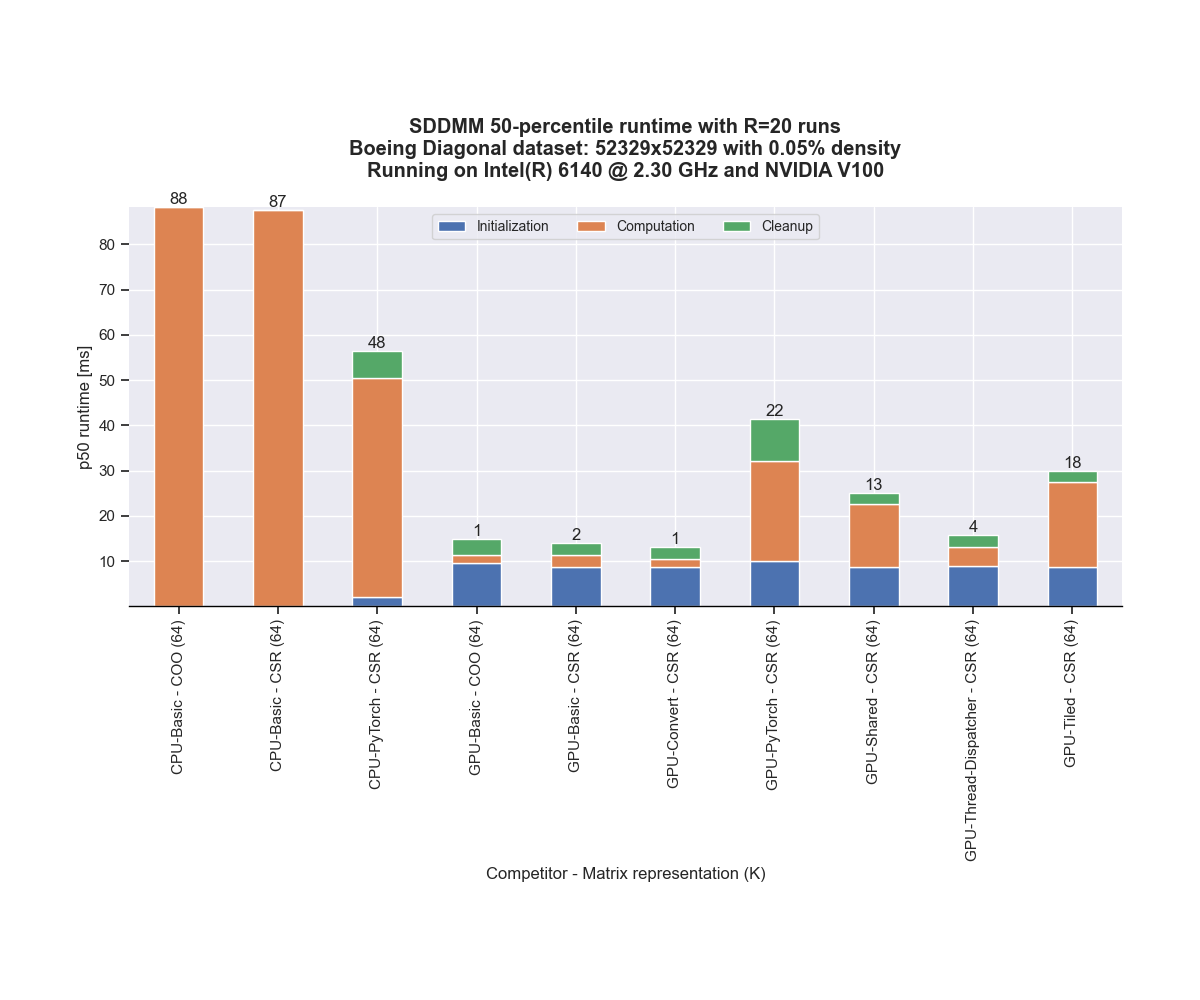 SDDMM 50-percentile runtime with R=20 runs
Boeing Diagonal dataset: 52329x52329 with 0.05% density
Running on Intel(R) 6140 @ 2.30 GHz and NVIDIA V100
Initialization
Computation
Cleanup
88
87
48
1
2
1
22
13
4
18
p50 runtime [ms]
80
70
60
50
40
30
20
10
CPU-Basic - COO (64)
CPU-Basic - CSR (64)
CPU-PyTorch - CSR (64)
GPU-Basic - COO (64)
GPU-Basic - CSR (64)
GPU-Convert - CSR (64)
GPU-PyTorch - CSR (64)
GPU-Shared - CSR (64)
GPU-Thread-Dispatcher - CSR (64)
GPU-Tiled - CSR (64)
Competitor - Matrix representation (K)